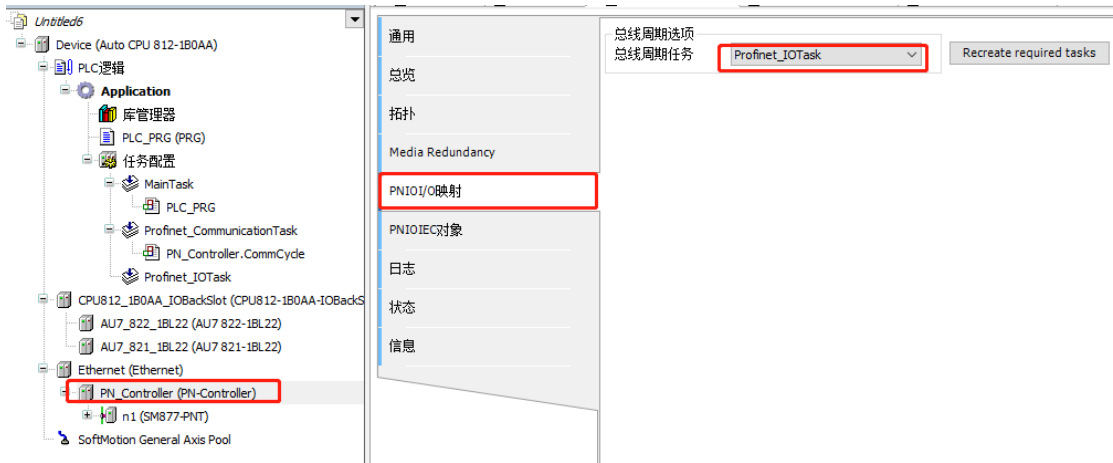 Untitled6
Device (Auto CPU 812-1B0AA)
PLC逻辑
Application
库管理器
PLC_PRG (PRG)
任务配置
MainTask
PLC_PRG
Profinet_CommunicationTask
PN_Controller.CommCycle
Profinet_IOTask
CPU812_1B0AA_IOBackSlot (CPU812-1B0AA-IOBackS
AU7_822_1BL22 (AU7 822-1BL22)
AU7_821_1BL22 (AU7 821-1BL22)
Ethernet (Ethernet)
PN_Controller (PN-Controller)
n1 (SM877-PNT)
SoftMotion General Axis Pool
通用
总览
拓扑
Media Redundancy
PNIOI/O映射
PNIOIEC对象
日志
状态
信息
总线周期选项
总线周期任务 Profinet_IOTask Recreate required tasks